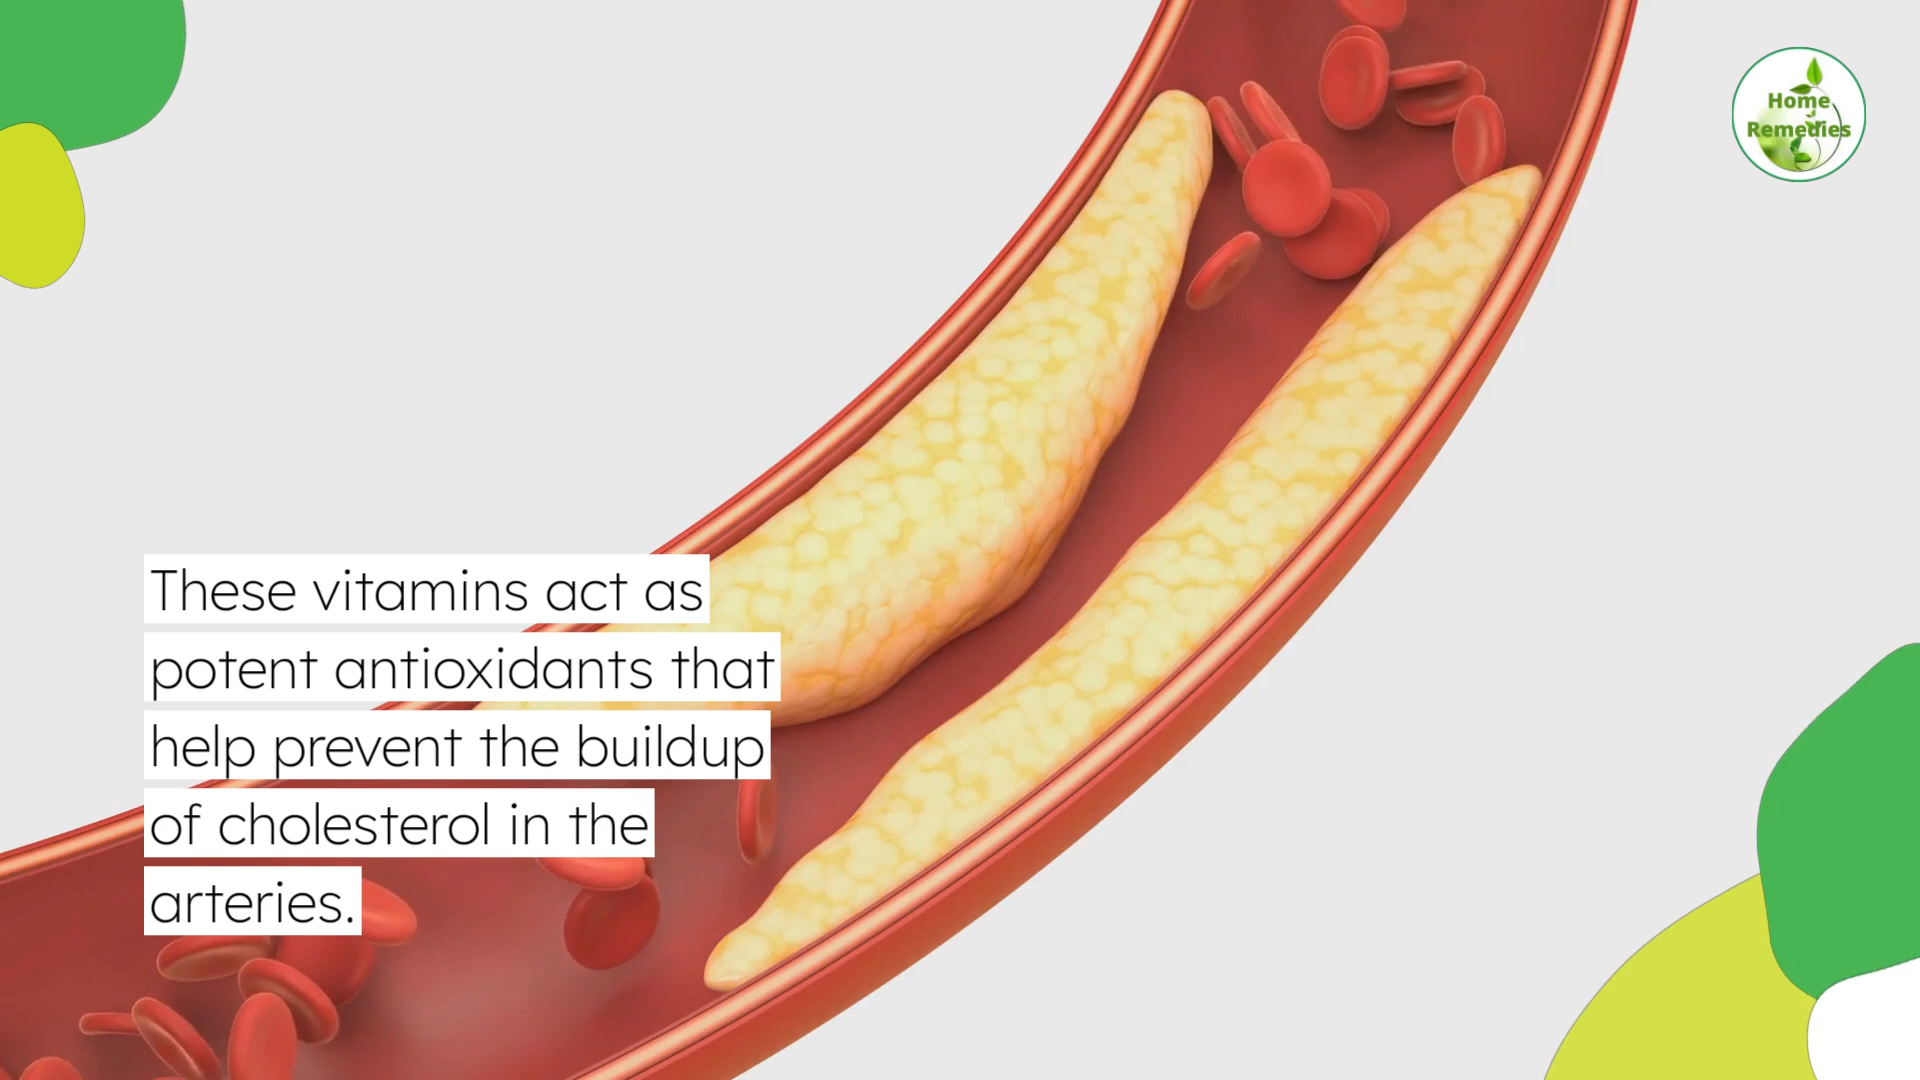 Home
Remedies
These vitamins act as
potent antioxidants that
help prevent the buildup
of cholesterol in the
arteries.